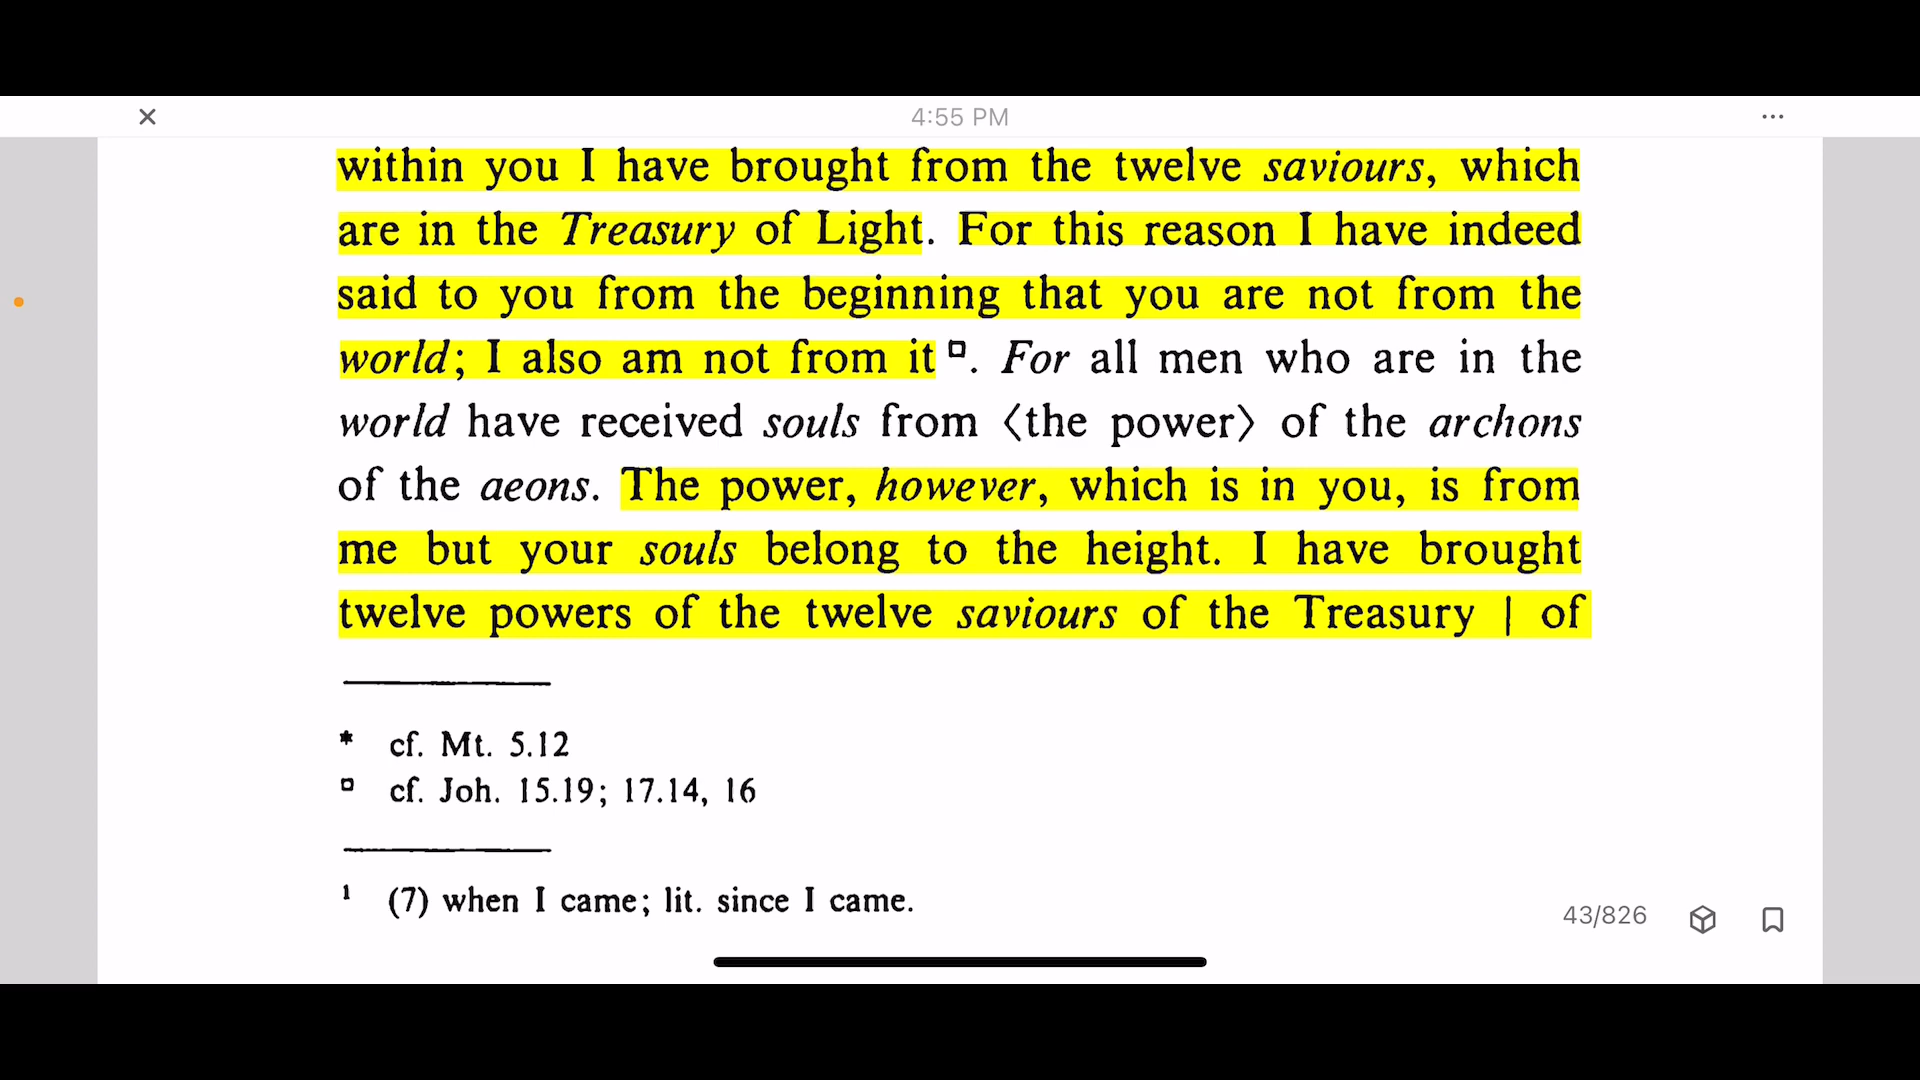 4:55 PM
within you I have brought from the twelve saviours, which
are in the Treasury of Light. For this reason I have indeed
said to you from the beginning that you are not from the
world; I also am not from it ▫. For all men who are in the
world have received souls from ⟨the power⟩ of the archons
of the aeons. The power, however, which is in you, is from
me but your souls belong to the height. I have brought
twelve powers of the twelve saviours of the Treasury | of
* cf. Mt. 5.12
▫ cf. Joh. 15.19; 17.14, 16
1 (7) when I came; lit. since I came.
43/826